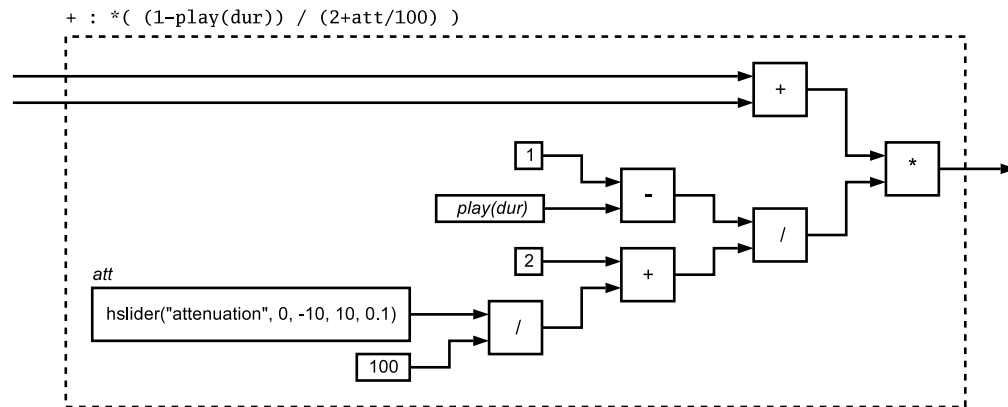 + : *( (1-play(dur)) / (2+att/100) )
+
1
-
*
play(dur)
/
2
+
att
hslider("attenuation", 0, -10, 10, 0.1)
/
100